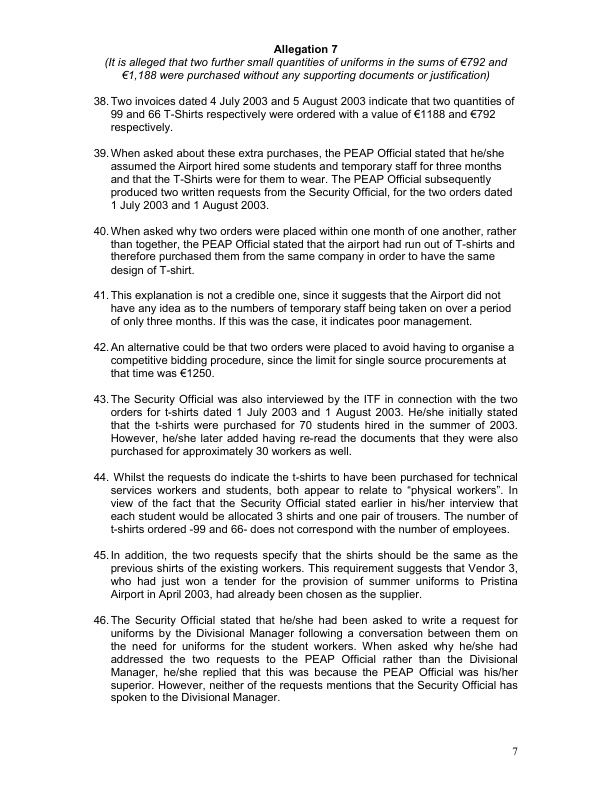 Allegation 7
(It is alleged that two further small quantities of uniforms in the sums of €792 and
€1,188 were purchased without any supporting documents or justification)
38. Two invoices dated 4 July 2003 and 5 August 2003 indicate that two quantities of
99 and 66 T-Shirts respectively were ordered with a value of €1188 and €792
respectively.
39. When asked about these extra purchases, the PEAP Official stated that he/she
assumed the Airport hired some students and temporary staff for three months
and that the T-Shirts were for them to wear. The PEAP Official subsequently
produced two written requests from the Security Official, for the two orders dated
1 July 2003 and 1 August 2003.
40. When asked why two orders were placed within one month of one another, rather
than together, the PEAP Official stated that the airport had run out of T-shirts and
therefore purchased them from the same company in order to have the same
design of T-shirt.
41. This explanation is not a credible one, since it suggests that the Airport did not
have any idea as to the numbers of temporary staff being taken on over a period
of only three months. If this was the case, it indicates poor management.
42. An alternative could be that two orders were placed to avoid having to organise a
competitive bidding procedure, since the limit for single source procurements at
that time was €1250.
43. The Security Official was also interviewed by the ITF in connection with the two
orders for t-shirts dated 1 July 2003 and 1 August 2003. He/she initially stated
that the t-shirts were purchased for 70 students hired in the summer of 2003.
However, he/she later added having re-read the documents that they were also
purchased for approximately 30 workers as well.
44. Whilst the requests do indicate the t-shirts to have been purchased for technical
services workers and students, both appear to relate to “physical workers”. In
view of the fact that the Security Official stated earlier in his/her interview that
each student would be allocated 3 shirts and one pair of trousers. The number of
t-shirts ordered -99 and 66- does not correspond with the number of employees.
45. In addition, the two requests specify that the shirts should be the same as the
previous shirts of the existing workers. This requirement suggests that Vendor 3,
who had just won a tender for the provision of summer uniforms to Pristina
Airport in April 2003, had already been chosen as the supplier.
46. The Security Official stated that he/she had been asked to write a request for
uniforms by the Divisional Manager following a conversation between them on
the need for uniforms for the student workers. When asked why he/she had
addressed the two requests to the PEAP Official rather than the Divisional
Manager, he/she replied that this was because the PEAP Official was his/her
superior. However, neither of the requests mentions that the Security Official has
spoken to the Divisional Manager.
7